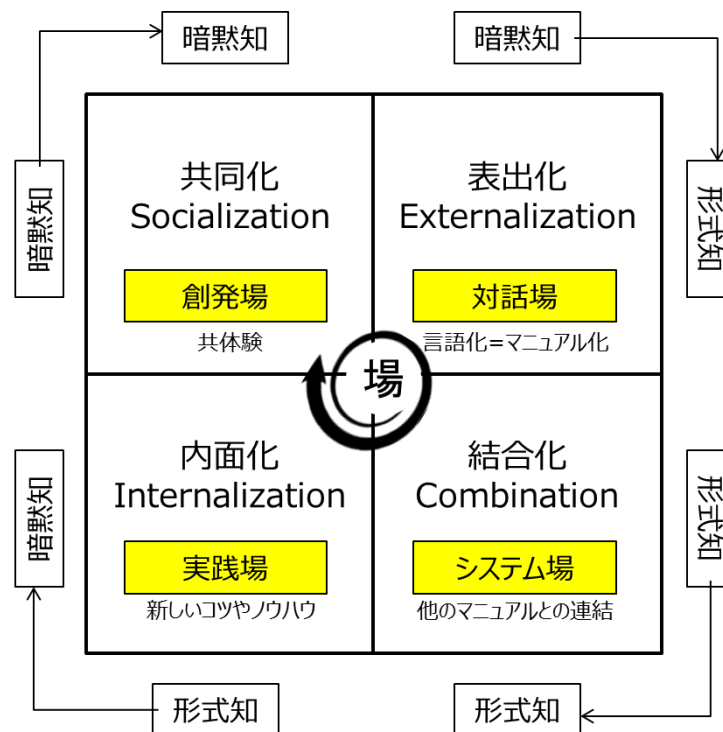 暗黙知
暗黙知
暗黙知
形式知
共同化
Socialization
創発場
共体験
表出化
Externalization
対話場
言語化=マニュアル化
場
内面化
Internalization
実践場
新しいコツやノウハウ
結合化
Combination
システム場
他のマニュアルとの連結
暗黙知
形式知
形式知
形式知